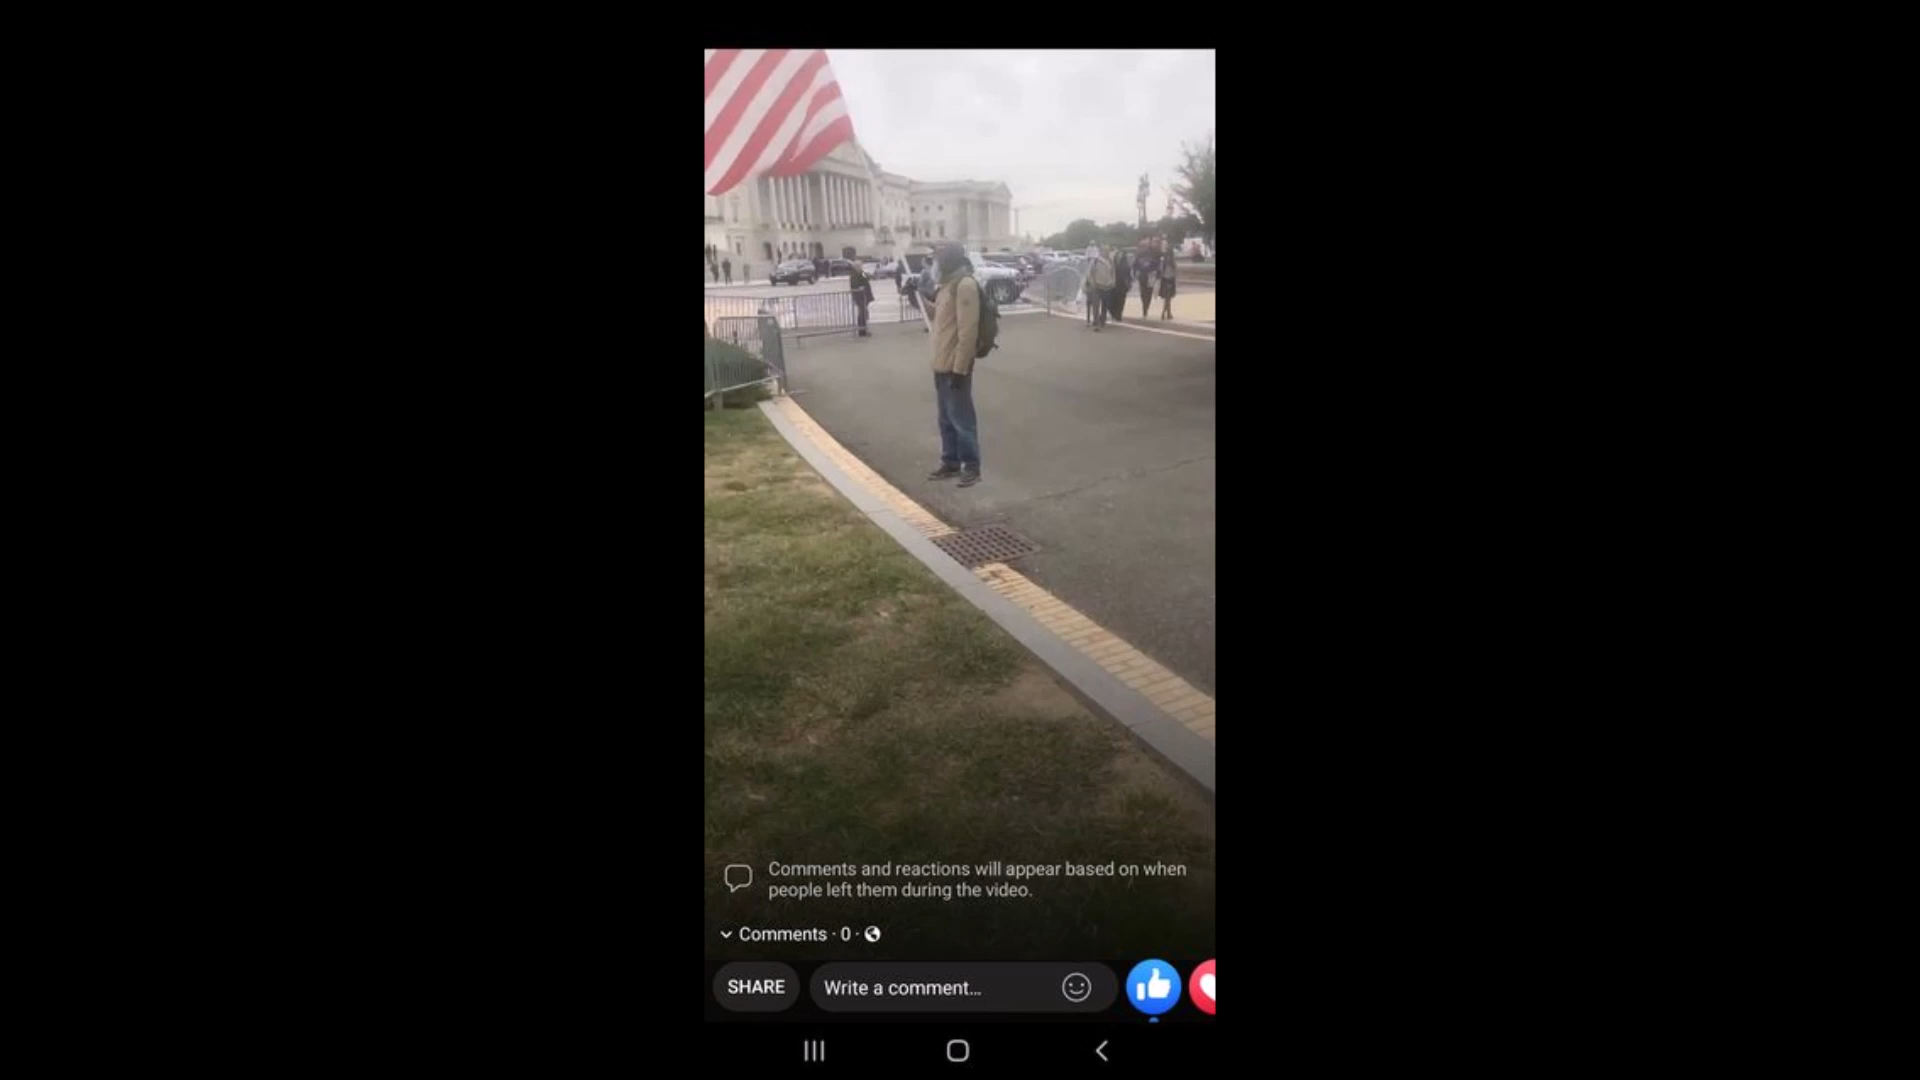 Comments and reactions will appear based on when
people left them during the video.
Comments · 0 ·
SHARE
Write a comment...